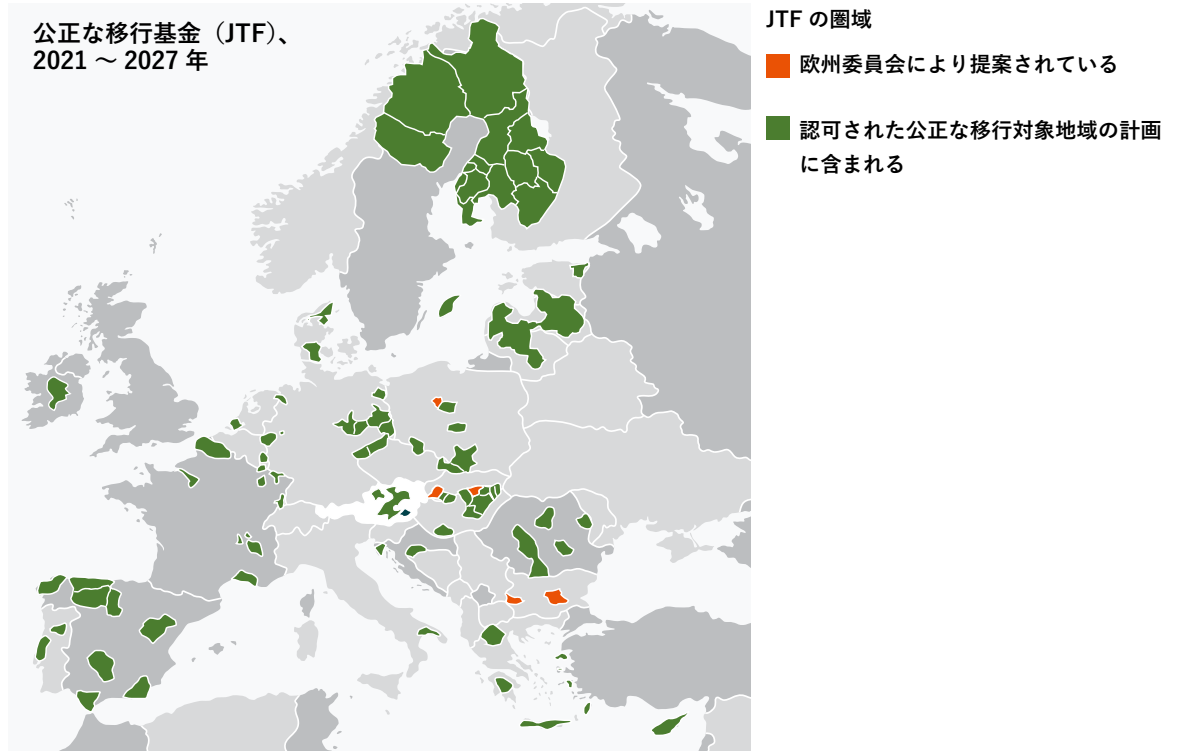 公正な移行基金（JTF）、
2021 ～ 2027 年
JTF の圏域
欧州委員会により提案されている
認可された公正な移行対象地域の計画
に含まれる